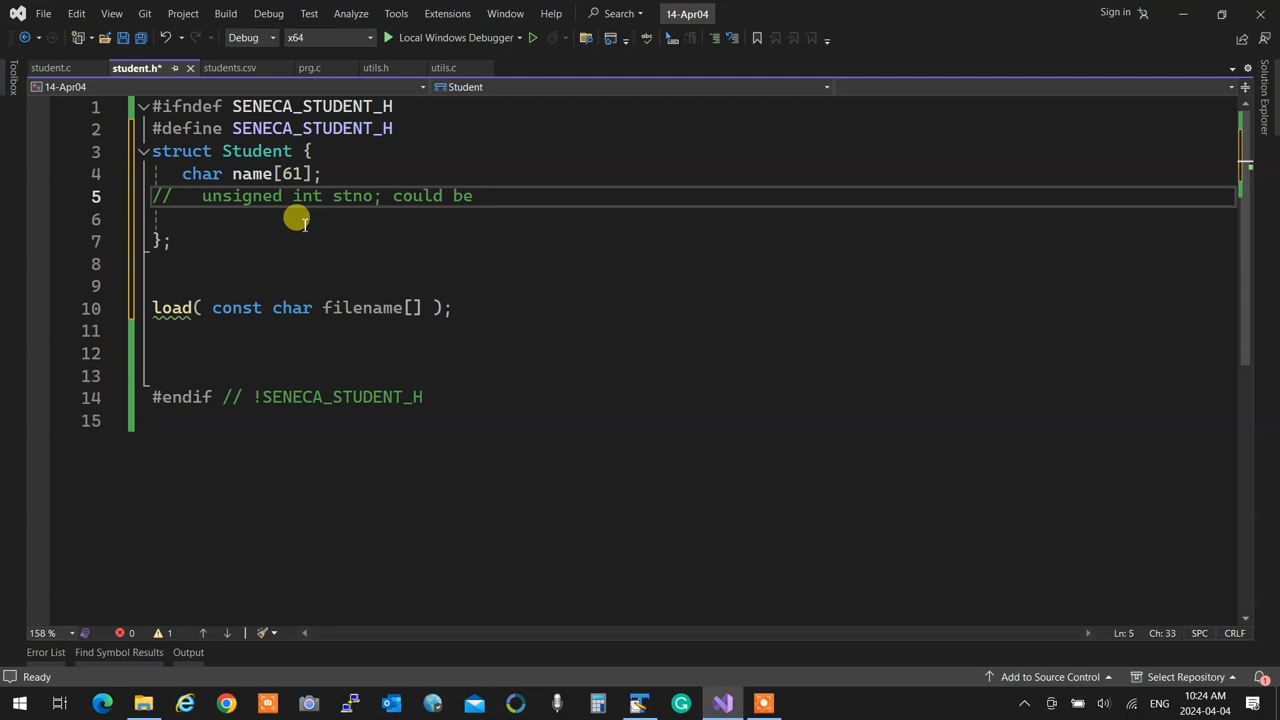 File Edit View Git Project Build Debug Test Analyze Tools Extensions Window Help Search 14-Apr04 Sign in
Debug x64 Local Windows Debugger
student.c student.h* students.csv prg.c utils.h utils.c
14-Apr04 Student
Toolbox
Solution Explorer
1 #ifndef SENECA_STUDENT_H
2 #define SENECA_STUDENT_H
3 struct Student {
4 char name[61];
5 // unsigned int stno; could be
6
7 };
8
9
10 load( const char filename[] );
11
12
13
14 #endif // !SENECA_STUDENT_H
15
158 % 0 1 Ln: 5 Ch: 33 SPC CRLF
Error List Find Symbol Results Output
Ready Add to Source Control Select Repository 1
ENG 10:24 AM
2024-04-04